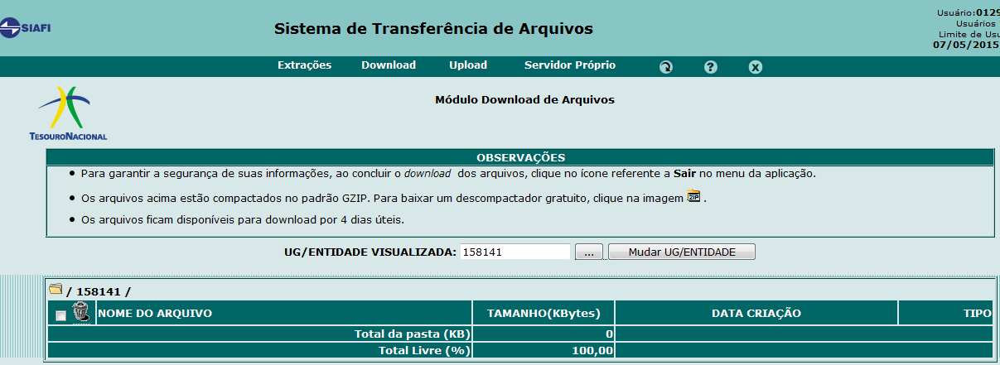 SIAFI
Sistema de Transferência de Arquivos
Usuário:0129
Usuários
Limite de Usu
07/05/2015
Extrações Download Upload Servidor Próprio ?  X
TESOURONACIONAL
Módulo Download de Arquivos
OBSERVAÇÕES
• Para garantir a segurança de suas informações, ao concluir o download dos arquivos, clique no ícone referente a Sair no menu da aplicação.
• Os arquivos acima estão compactados no padrão GZIP. Para baixar um descompactador gratuito, clique na imagem ZIP .
• Os arquivos ficam disponíveis para download por 4 dias úteis.
UG/ENTIDADE VISUALIZADA: 158141 ... Mudar UG/ENTIDADE
/ 158141 /
NOME DO ARQUIVO TAMANHO(KBytes) DATA CRIAÇÃO TIPO
Total da pasta (KB) 0
Total Livre (%) 100,00